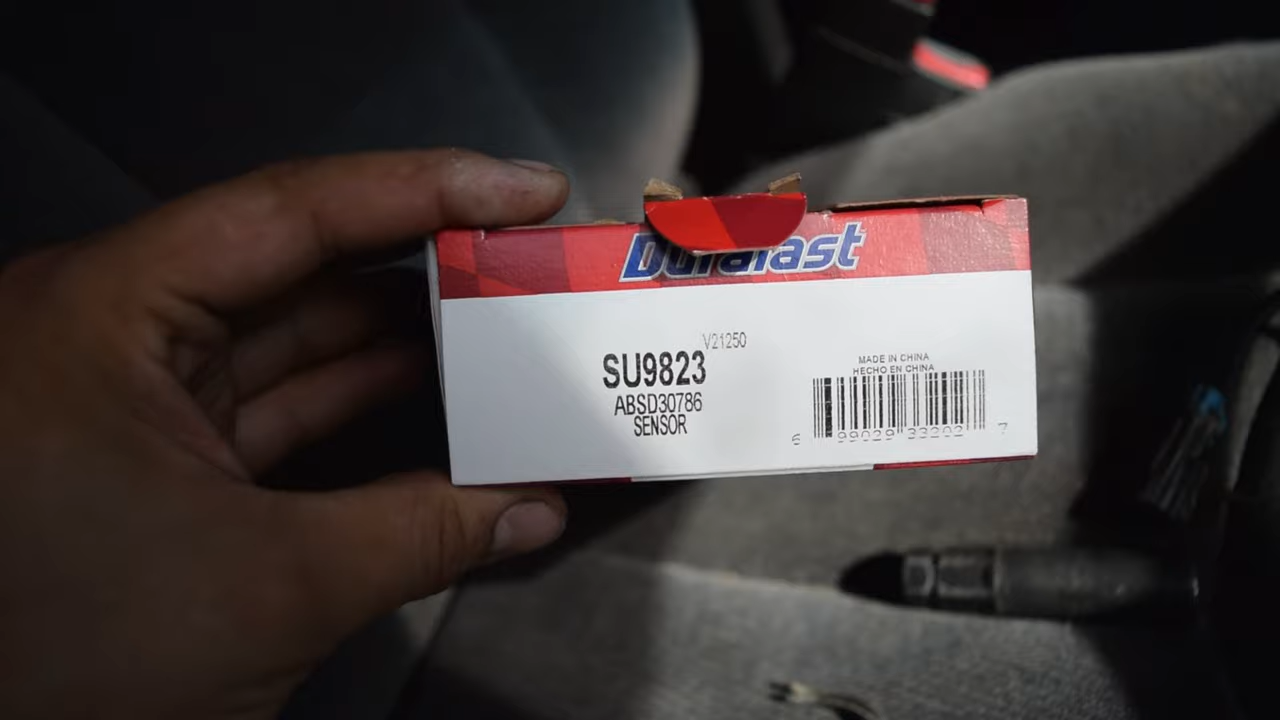 Duralast
V21250
SU9823
ABSD30786
SENSOR
MADE IN CHINA
HECHO EN CHINA
6 99029 33202 7